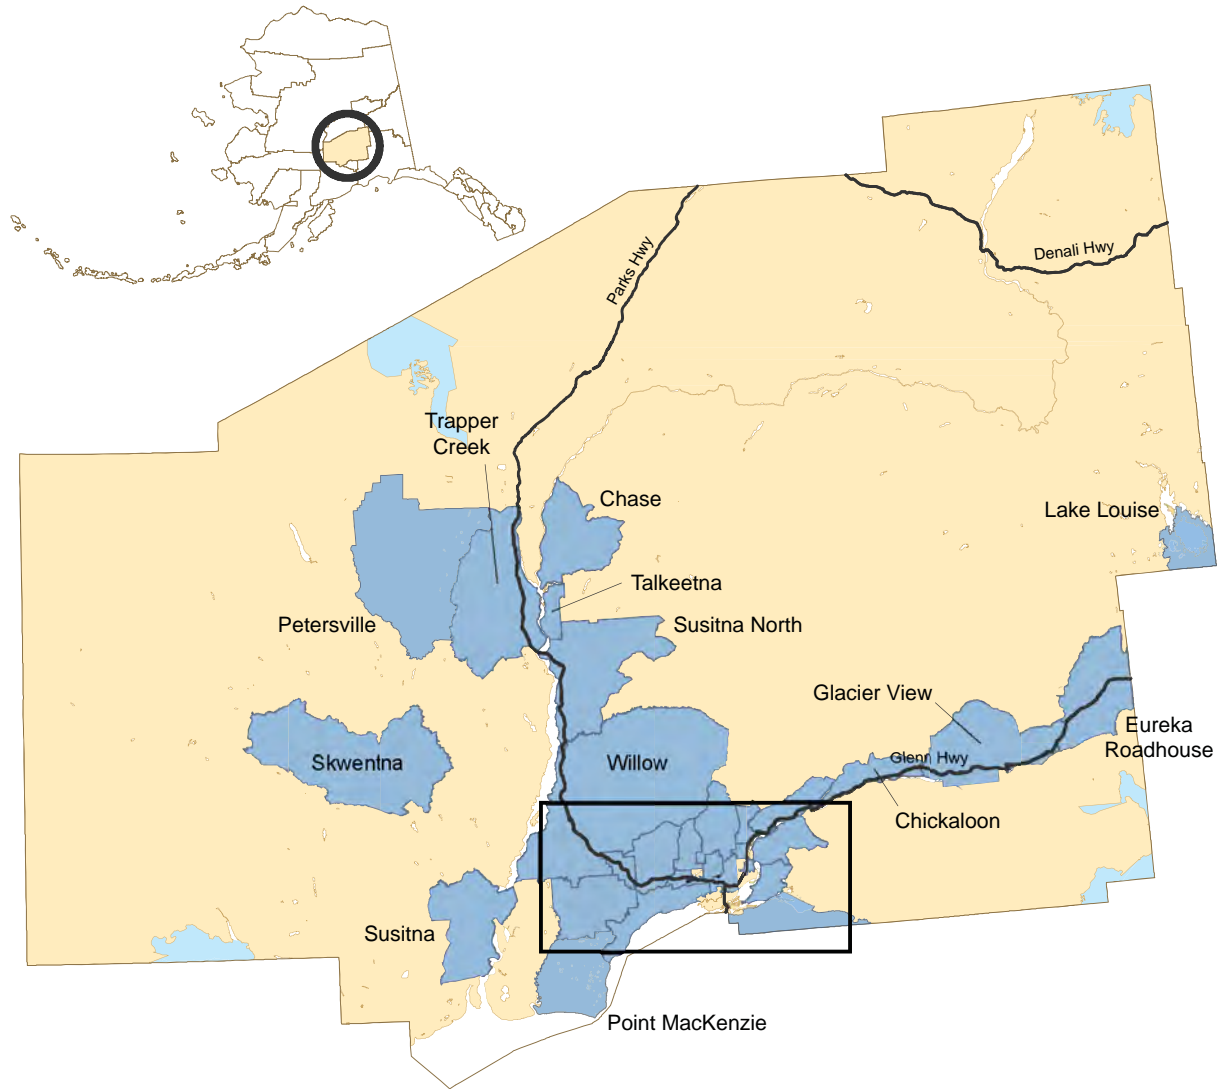 Parks Hwy
Denali Hwy
Trapper
Creek
Chase
Lake Louise
Talkeetna
Petersville
Susitna North
Glacier View
Eureka
Roadhouse
Skwentna
Willow
Glenn Hwy
Chickaloon
Susitna
Point MacKenzie